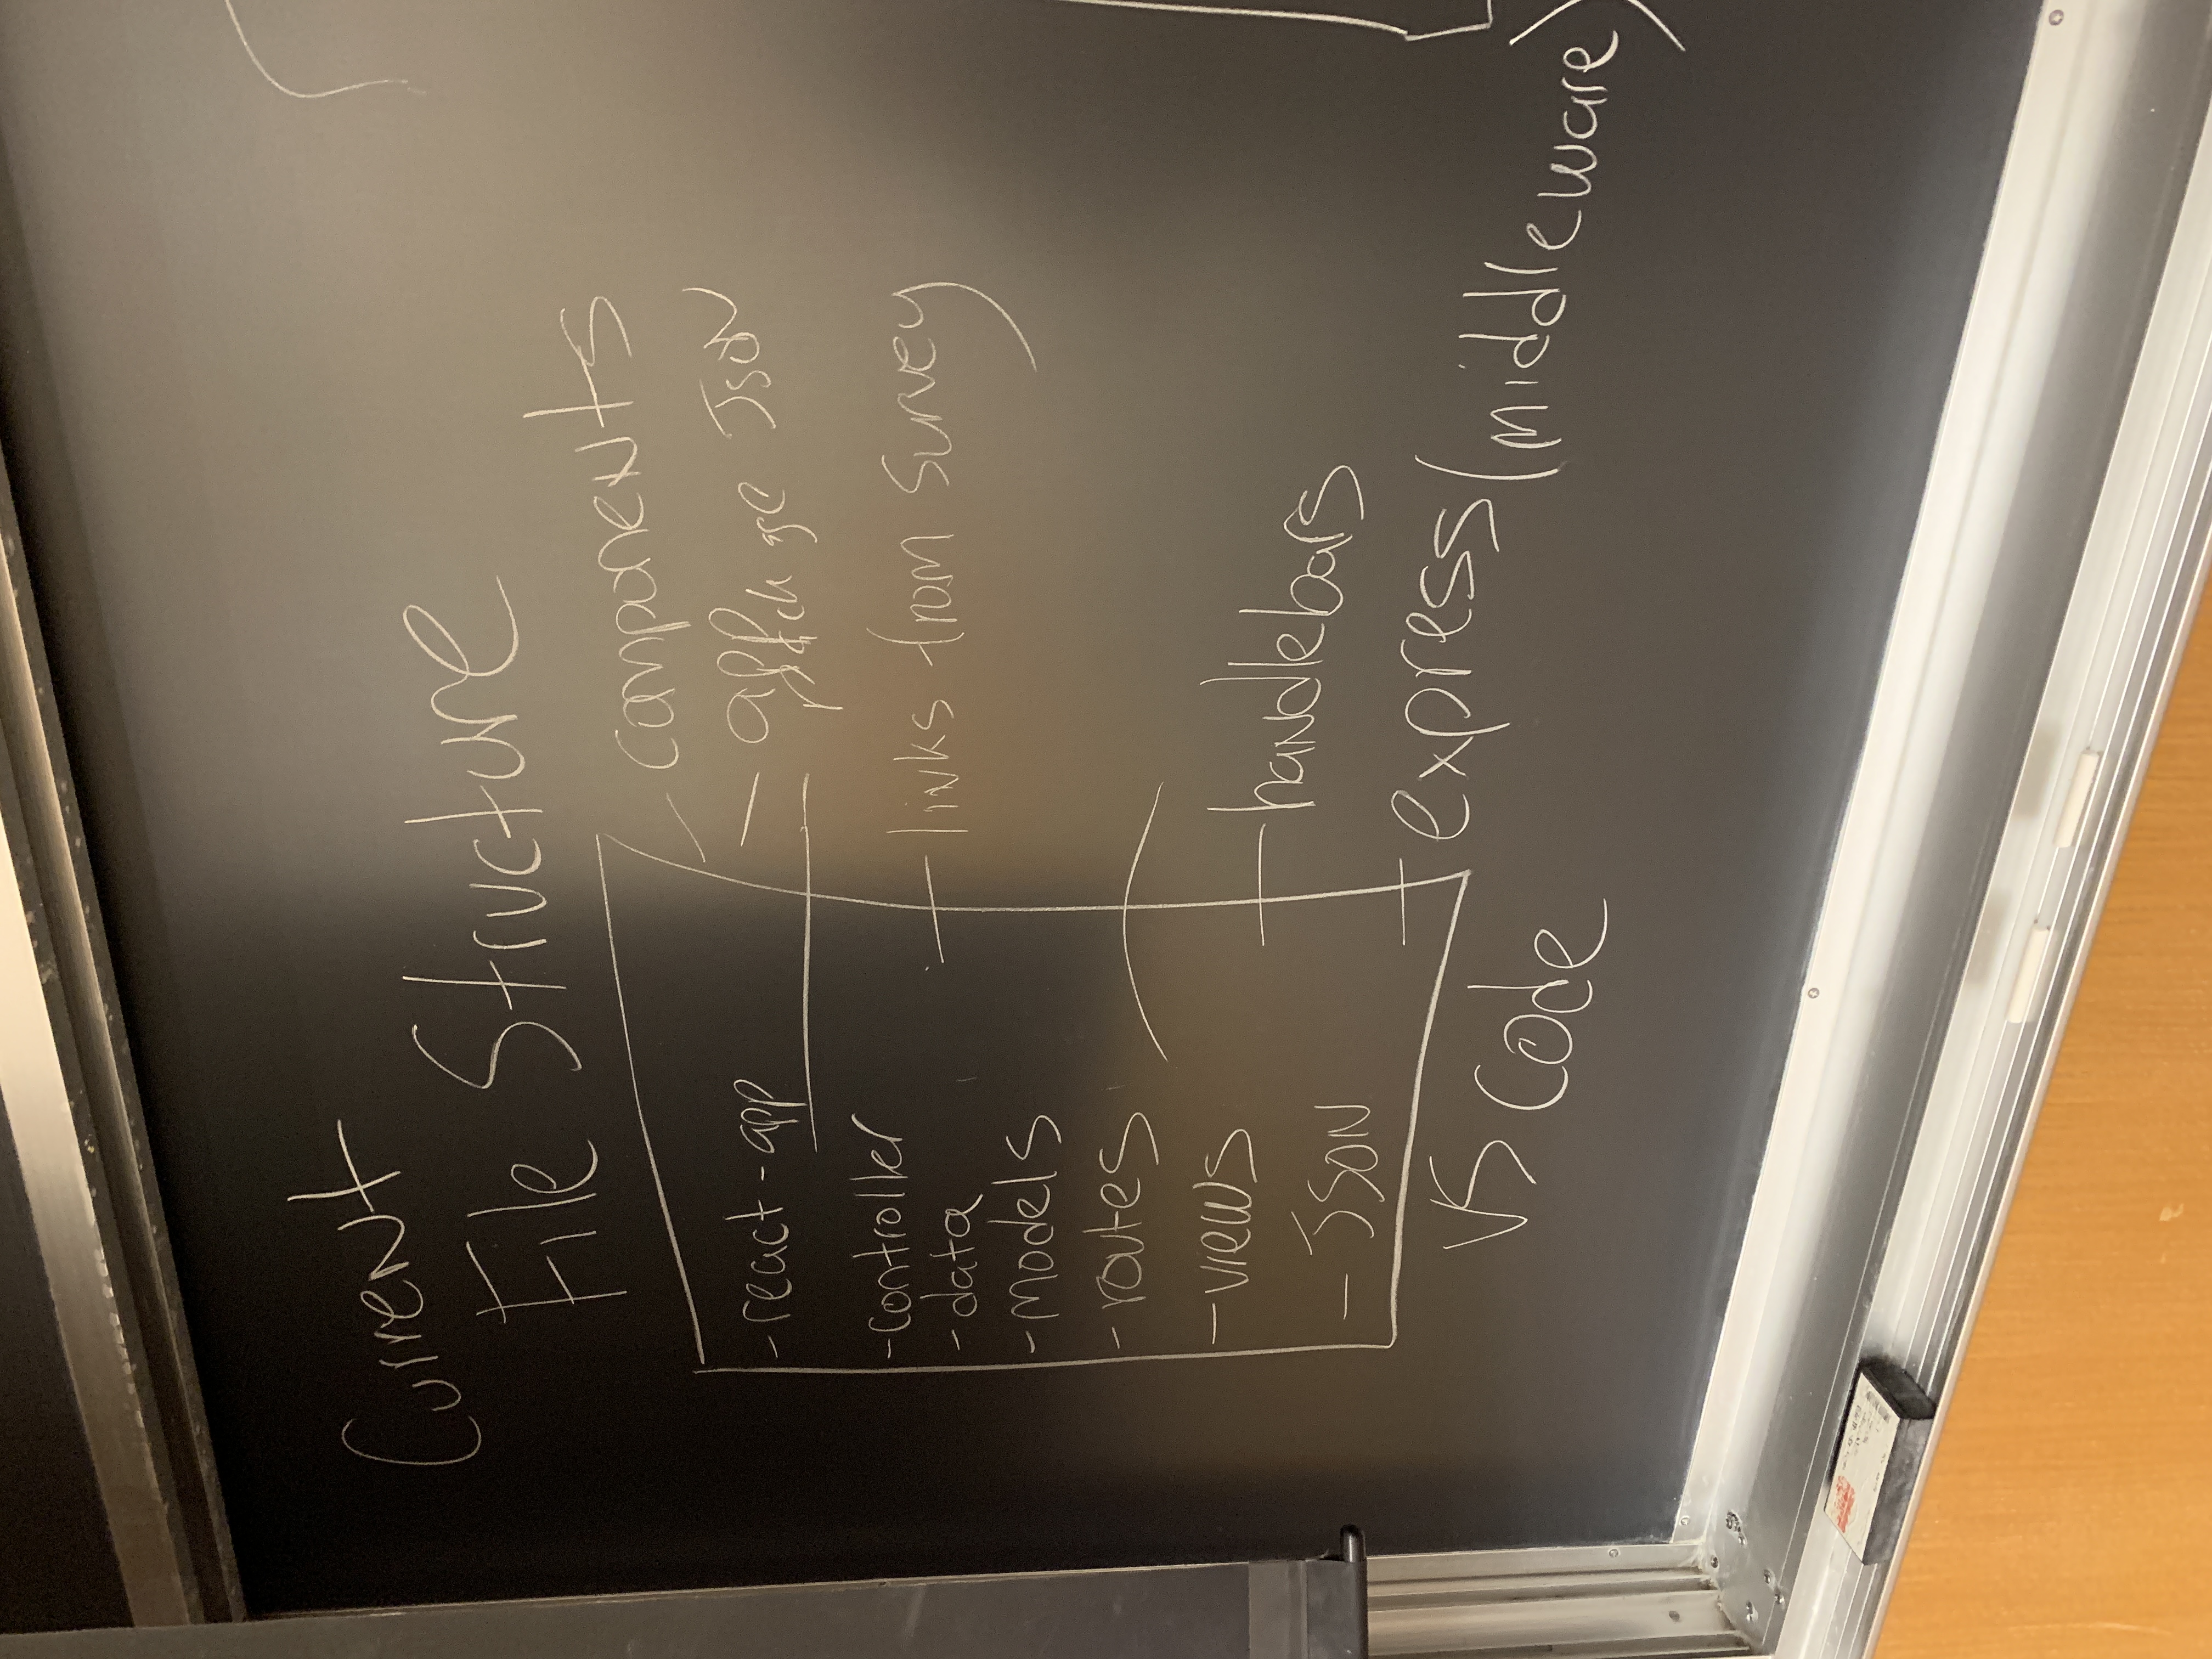 Current
File Structure
- react-app
- controller
- data
- models
- routes
- views
- JSON
VS Code
components
app
package JSON
links from survey
handlebars
express (middleware)